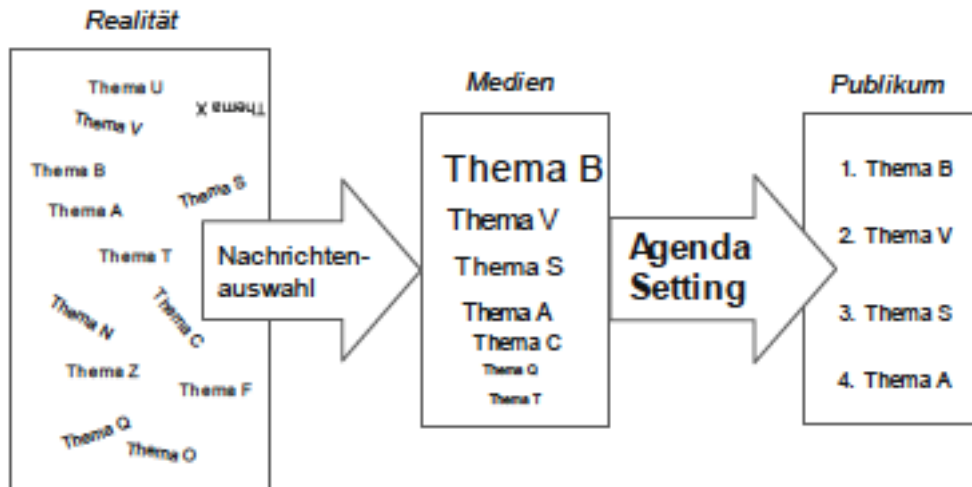 Realität
Thema U
Thema X
Thema V
Thema B
Thema S
Thema A
Thema T
Thema N
Thema C
Thema Z
Thema F
Thema Q
Thema O
Nachrichten-
auswahl
Medien
Thema B
Thema V
Thema S
Thema A
Thema C
Thema Q
Thema T
Agenda
Setting
Publikum
1. Thema B
2. Thema V
3. Thema S
4. Thema A